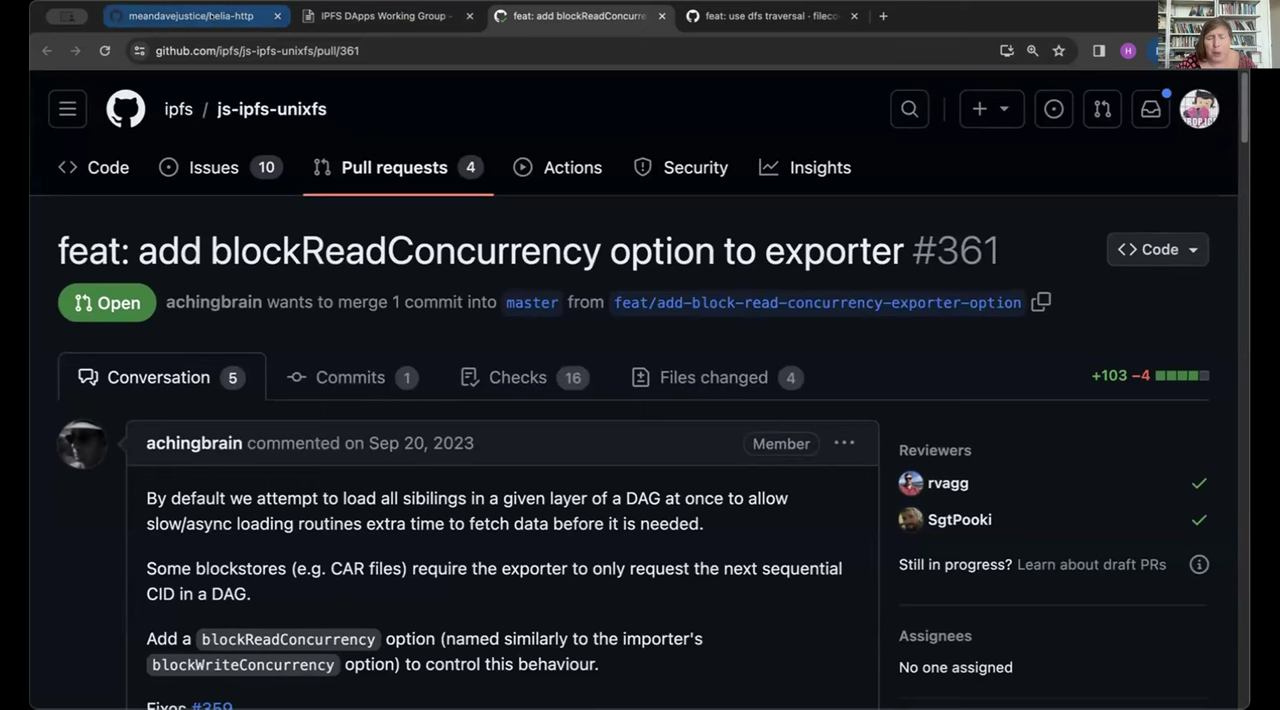 meandavejustice/helia-http
IPFS DApps Working Group -
feat: add blockReadConcurre
feat: use dfs traversal - fileco
github.com/ipfs/js-ipfs-unixfs/pull/361
H
ipfs / js-ipfs-unixfs
Code
Issues 10
Pull requests 4
Actions
Security
Insights
feat: add blockReadConcurrency option to exporter #361
Code
Open
achingbrain wants to merge 1 commit into master from feat/add-block-read-concurrency-exporter-option
Conversation 5
Commits 1
Checks 16
Files changed 4
+103 −4
achingbrain commented on Sep 20, 2023
Member
By default we attempt to load all sibilings in a given layer of a DAG at once to allow
slow/async loading routines extra time to fetch data before it is needed.
Some blockstores (e.g. CAR files) require the exporter to only request the next sequential
CID in a DAG.
Add a blockReadConcurrency option (named similarly to the importer's
blockWriteConcurrency option) to control this behaviour.
Fixes #359
Reviewers
rvagg
SgtPooki
Still in progress? Learn about draft PRs
Assignees
No one assigned